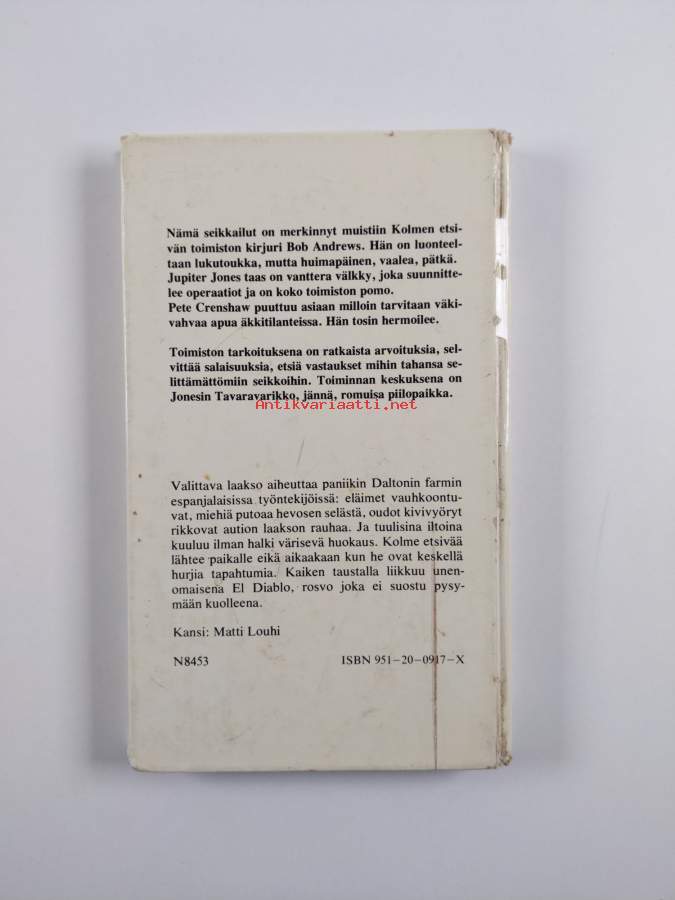 Nämä seikkailut on merkinnyt muistiin Kolmen etsi-
vän toimiston kirjuri Bob Andrews. Hän on luonteel-
taan lukutoukka, mutta huimapäinen, vaalea, pätkä.
Jupiter Jones taas on vanttera välkky, joka suunnitte-
lee operaatiot ja on koko toimiston pomo.
Pete Crenshaw puuttuu asiaan milloin tarvitaan väki-
vahvaa apua äkkitilanteissa. Hän tosin hermoilee.
Toimiston tarkoituksena on ratkaista arvoituksia, sel-
vittää salaisuuksia, etsiä vastaukset mihin tahansa se-
littämättömiin seikkoihin. Toiminnan keskuksena on
Jonesin Tavaravarikko, jännä, romuisa piilopaikka.
Antikvariaatti.net
Valittava laakso aiheuttaa paniikin Daltonin farmin
espanjalaisissa työntekijöissä: eläimet vauhkoontu-
vat, miehiä putoaa hevosen selästä, oudot kivivyöryt
rikkovat aution laakson rauhaa. Ja tuulisina iltoina
kuuluu ilman halki värisevä huokaus. Kolme etsivää
lähtee paikalle eikä aikaakaan kun he ovat keskellä
hurjia tapahtumia. Kaiken taustalla liikkuu unen-
omaisena El Diablo, rosvo joka ei suostu pysy-
mään kuolleena.
Kansi: Matti Louhi
N8453 ISBN 951-20-0917-X